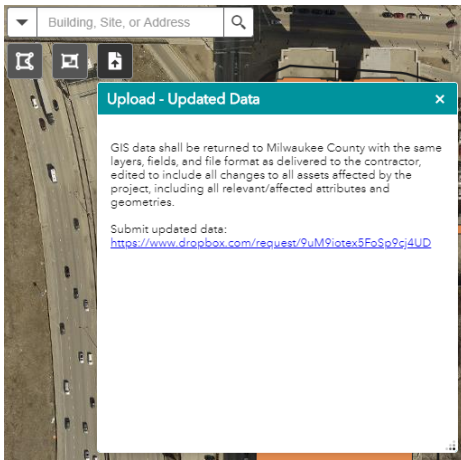 Building, Site, or Address
Upload - Updated Data
GIS data shall be returned to Milwaukee County with the same
layers, fields, and file format as delivered to the contractor,
edited to include all changes to all assets affected by the
project, including all relevant/affected attributes and
geometries.
Submit updated data:
https://www.dropbox.com/request/9uM9iotex5FoSp9cj4UD